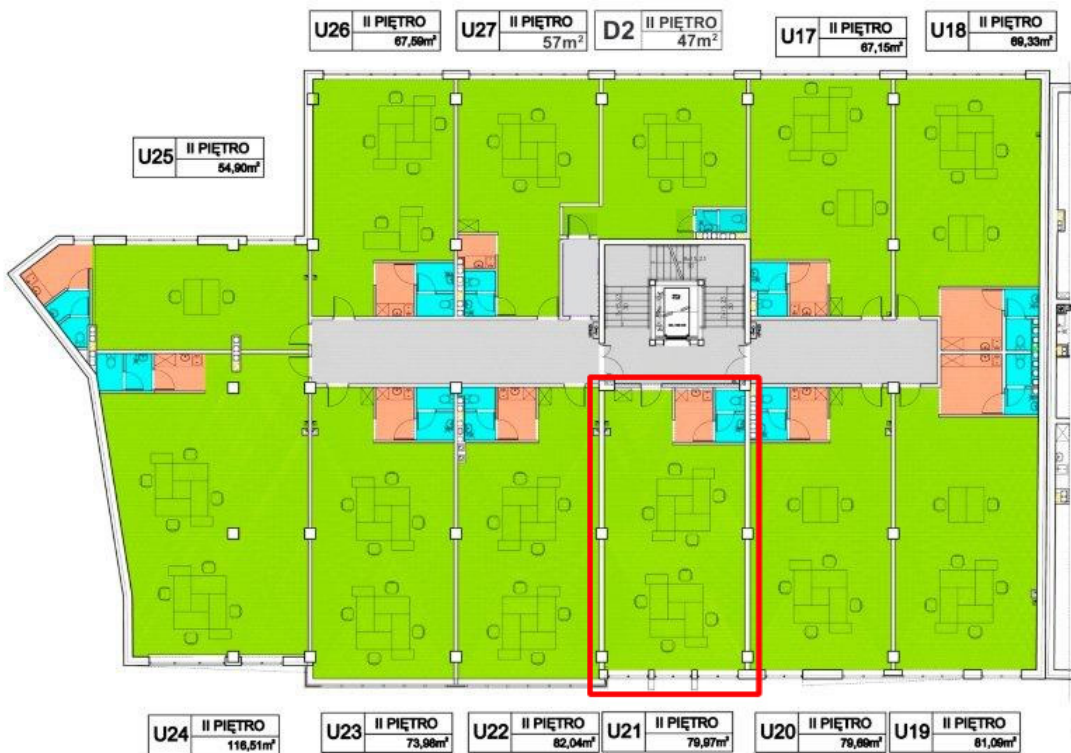 U26 II PIĘTRO
67,59m²
U27 II PIĘTRO
57m²
D2 II PIĘTRO
47m²
U17 II PIĘTRO
67,15m²
U18 II PIĘTRO
69,33m²
U25 II PIĘTRO
54,90m²
U24 II PIĘTRO
116,51m²
U23 II PIĘTRO
73,98m²
U22 II PIĘTRO
82,04m²
U21 II PIĘTRO
79,97m²
U20 II PIĘTRO
79,69m²
U19 II PIĘTRO
81,09m²